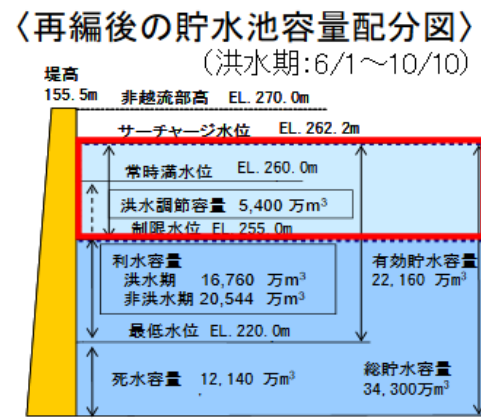 〈再編後の貯水池容量配分図〉
(洪水期:6/1～10/10)
堤高
155.5m
非越流部高 EL.270.0m
サーチャージ水位 EL.262.2m
常時満水位 EL.260.0m
洪水調節容量 5,400 万m³
制限水位 EL.255.0m
利水容量
洪水期 16,760 万m³
非洪水期 20,544 万m³
有効貯水容量
22,160 万m³
最低水位 EL.220.0m
死水容量 12,140 万m³
総貯水容量
34,300万m³